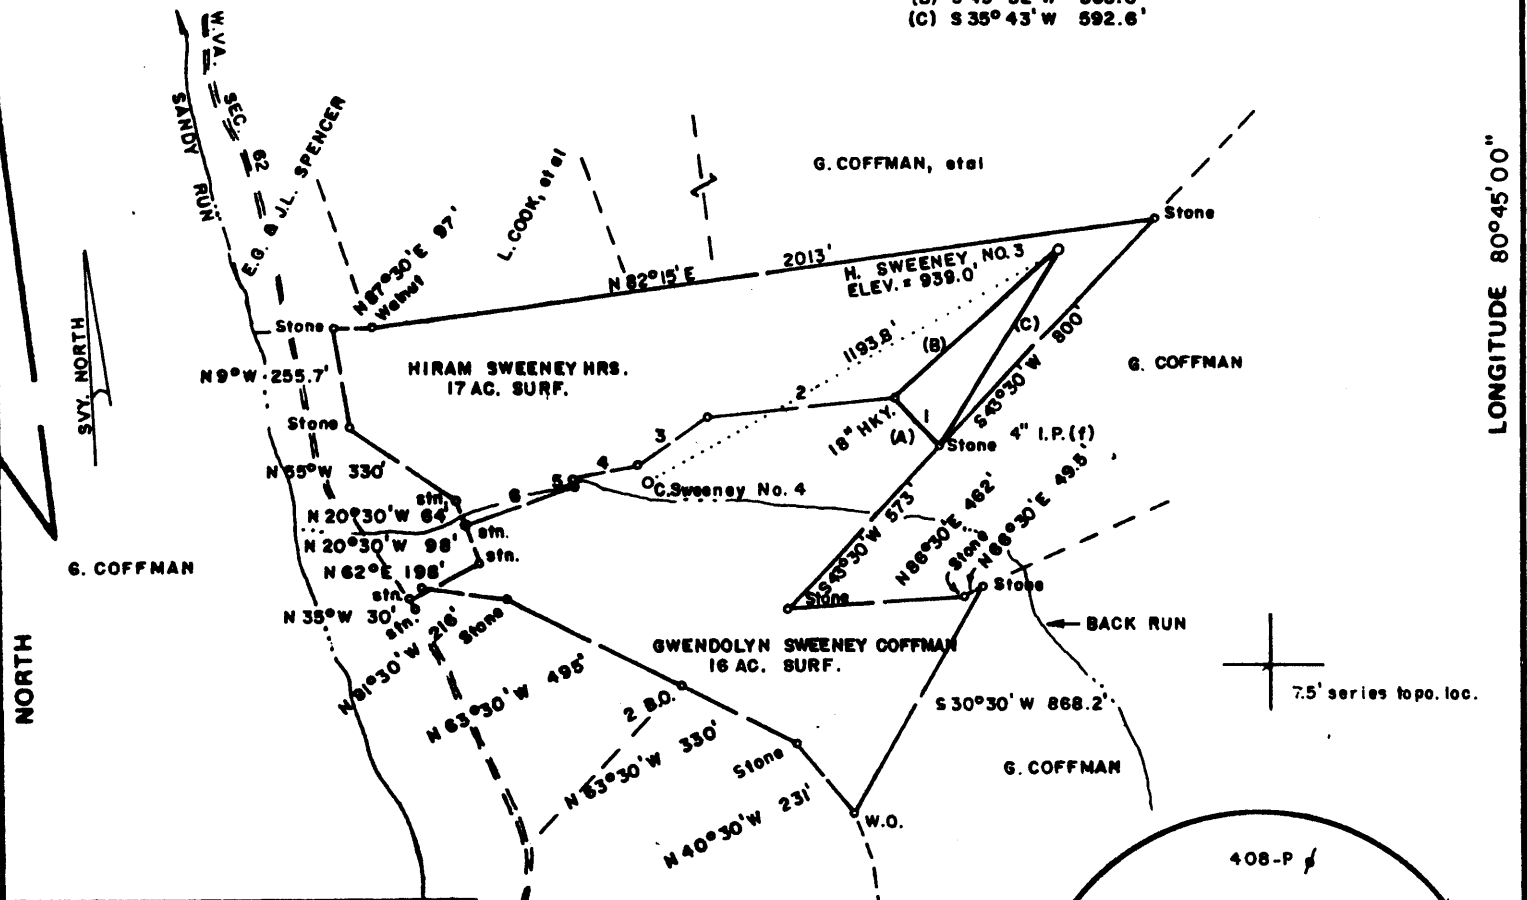 (C) S 35° 43' W 592.6'
W.VA. SEC. 62
SANDY RUN
E.G. & J.L. SPENCER
L. COOK, et al
G. COFFMAN, etal
Stone
N 87° 30' E 97'
Walnut
N 82° 15' E 2013'
H. SWEENEY, NO. 3
ELEV. = 939.0'
LONGITUDE 80° 45' 00"
SVY. NORTH
Stone
N 9° W 255.7'
HIRAM SWEENEY HRS.
17 AC. SURF.
1193.8'
(B)
(C)
S 43° 30' W 800'
G. COFFMAN
Stone
2
18" HKY.
1
(A)
Stone
4" I.P. (f)
3
4
5
6
C. Sweeney No. 4
N 55° W 330'
stn.
N 20° 30' W 64'
stn.
N 20° 30' W 98'
stn.
N 62° E 198'
stn.
N 35° W 30'
stn.
G. COFFMAN
S 43° 30' W 573'
N 86° 30' E 462'
Stone
N 66° 30' E 49.5'
Stone
Stone
BACK RUN
N 81° 30' W 216'
Stone
GWENDOLYN SWEENEY COFFMAN
16 AC. SURF.
NORTH
N 63° 30' W 495'
2 B.O.
S 30° 30' W 868.2'
7.5' series topo. loc.
N 63° 30' W 330'
Stone
G. COFFMAN
N 40° 30' W 231'
W.O.
408-P